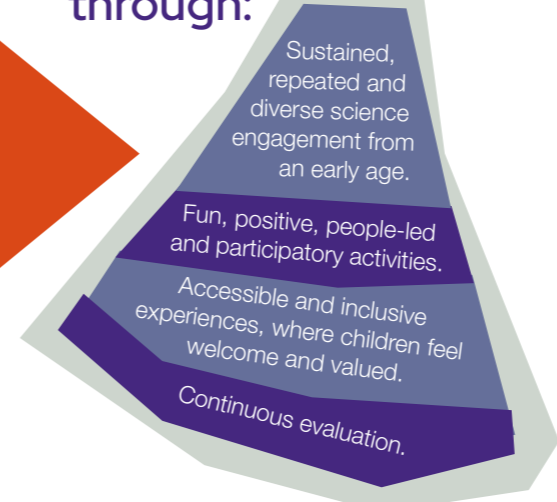 through:
Sustained,
repeated and
diverse science
engagement from
an early age.
Fun, positive, people-led
and participatory activities.
Accessible and inclusive
experiences, where children feel
welcome and valued.
Continuous evaluation.